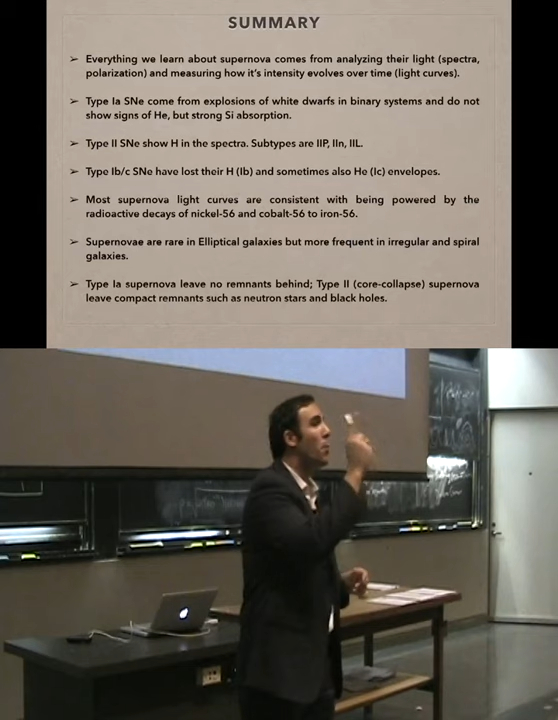 SUMMARY
➢ Everything we learn about supernova comes from analyzing their light (spectra,
polarization) and measuring how it's intensity evolves over time (light curves).
➢ Type Ia SNe come from explosions of white dwarfs in binary systems and do not
show signs of He, but strong Si absorption.
➢ Type II SNe show H in the spectra. Subtypes are IIP, IIn, IIL.
➢ Type Ib/c SNe have lost their H (Ib) and sometimes also He (Ic) envelopes.
➢ Most supernova light curves are consistent with being powered by the
radioactive decays of nickel-56 and cobalt-56 to iron-56.
➢ Supernovae are rare in Elliptical galaxies but more frequent in irregular and spiral
galaxies.
➢ Type Ia supernova leave no remnants behind; Type II (core-collapse) supernova
leave compact remnants such as neutron stars and black holes.